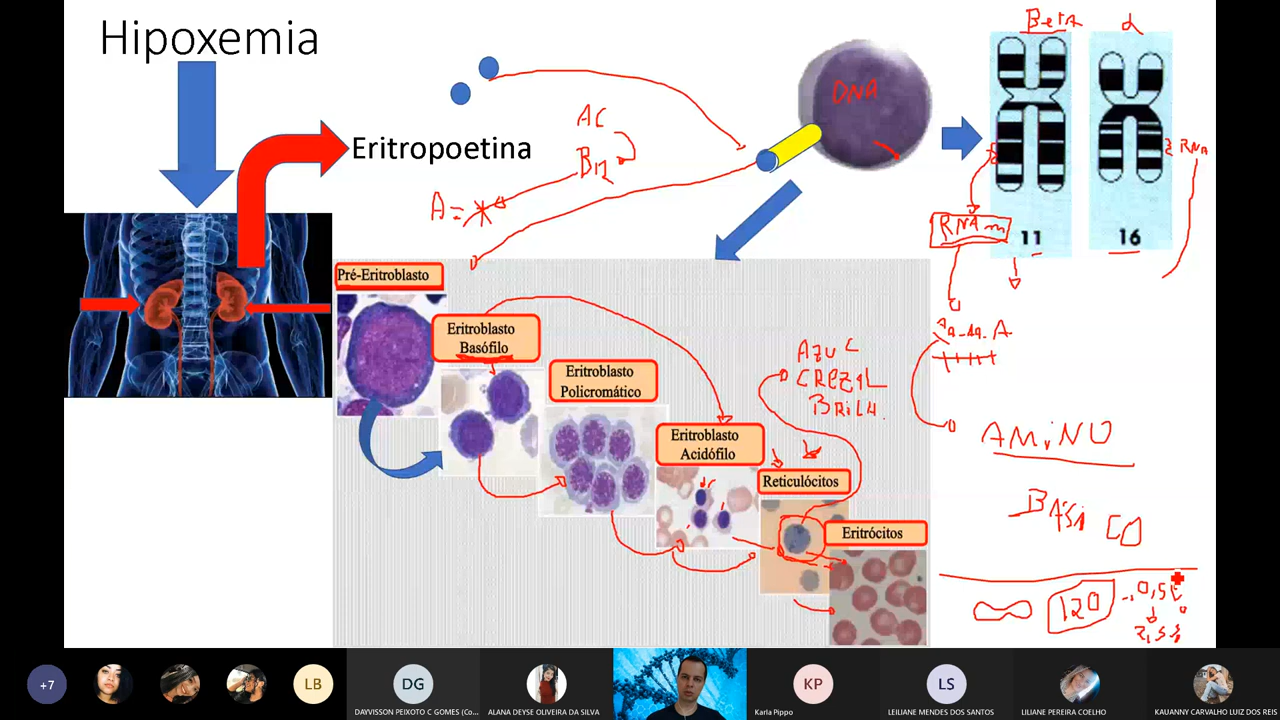 Hipoxemia
Eritropoetina
AC
B12
A=
DNA
Beta
α
RNA
RNAm
11
16
Pré-Eritroblasto
Eritroblasto
Basófilo
Eritroblasto
Policromático
Eritroblasto
Acidófilo
Reticulócitos
Eritrócitos
AZUL
CREZIL
BRILH.
AMiNO
BÁSiCO
120
+7
LB
DG
DAYVISSON PEIXOTO C GOMES (Co...
ALANA DEYSE OLIVEIRA DA SILVA
KP
Karla Pippo
LS
LEILIANE MENDES DOS SANTOS
LILIANE PEREIRA COELHO
KAUANNY CARVALHO LUIZ DOS REIS